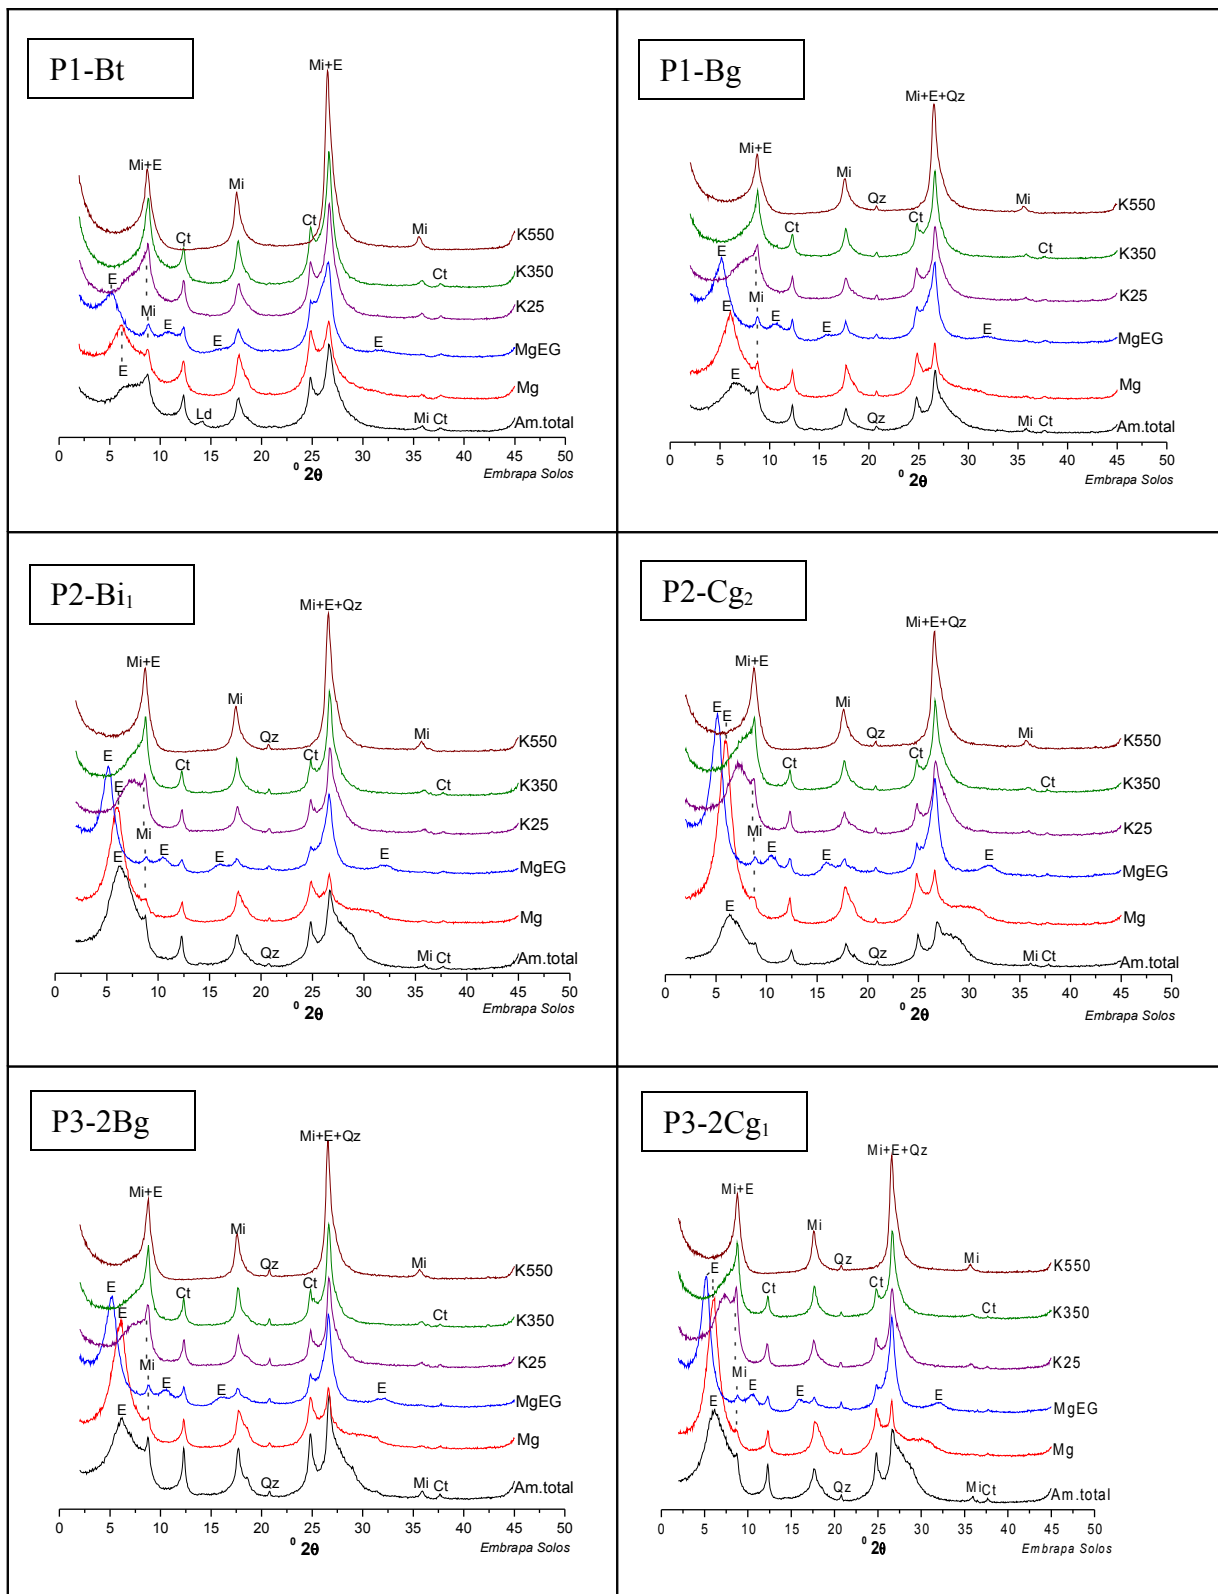 P1-Bt
Mi+E
Mi+E
Mi
Ct
Ct
Mi
K550
Ct
K350
E
K25
Mi
E
E
E
MgEG
E
Mg
Ld
Mi Ct
Am.total
0 5 10 15 20 25 30 35 40 45 50
⁰ 2θ
Embrapa Solos
P1-Bg
Mi+E+Qz
Mi+E
Mi
Qz
Mi
K550
Ct
Ct
Ct
K350
E
K25
Mi
E
E
E
MgEG
E
Mg
E
Qz
Mi Ct
Am.total
0 5 10 15 20 25 30 35 40 45 50
⁰ 2θ
Embrapa Solos
P2-Bi₁
Mi+E+Qz
Mi+E
Mi
Qz
Mi
K550
E
Ct
Ct
Ct
K350
E
K25
Mi
E
E
E
MgEG
E
Mg
Qz
Mi Ct
Am.total
0 5 10 15 20 25 30 35 40 45 50
⁰ 2θ
Embrapa Solos
P2-Cg₂
Mi+E+Qz
Mi+E
E
E
Mi
Qz
Mi
K550
Ct
Ct
Ct
K350
K25
Mi
E
E
E
MgEG
E
Mg
Qz
Mi Ct
Am.total
0 5 10 15 20 25 30 35 40 45 50
⁰ 2θ
Embrapa Solos
P3-2Bg
Mi+E+Qz
Mi+E
Mi
Qz
Mi
K550
E
Ct
Ct
Ct
K350
E
K25
Mi
E
E
E
MgEG
E
Mg
Qz
Mi Ct
Am.total
0 5 10 15 20 25 30 35 40 45 50
⁰ 2θ
Embrapa Solos
P3-2Cg₁
Mi+E+Qz
Mi+E
Mi
Qz
Mi
K550
E
Ct
Ct
Ct
K350
K25
Mi
E
E
E
MgEG
E
Mg
Qz
Mi Ct
Am.total
0 5 10 15 20 25 30 35 40 45 50
⁰ 2θ
Embrapa Solos